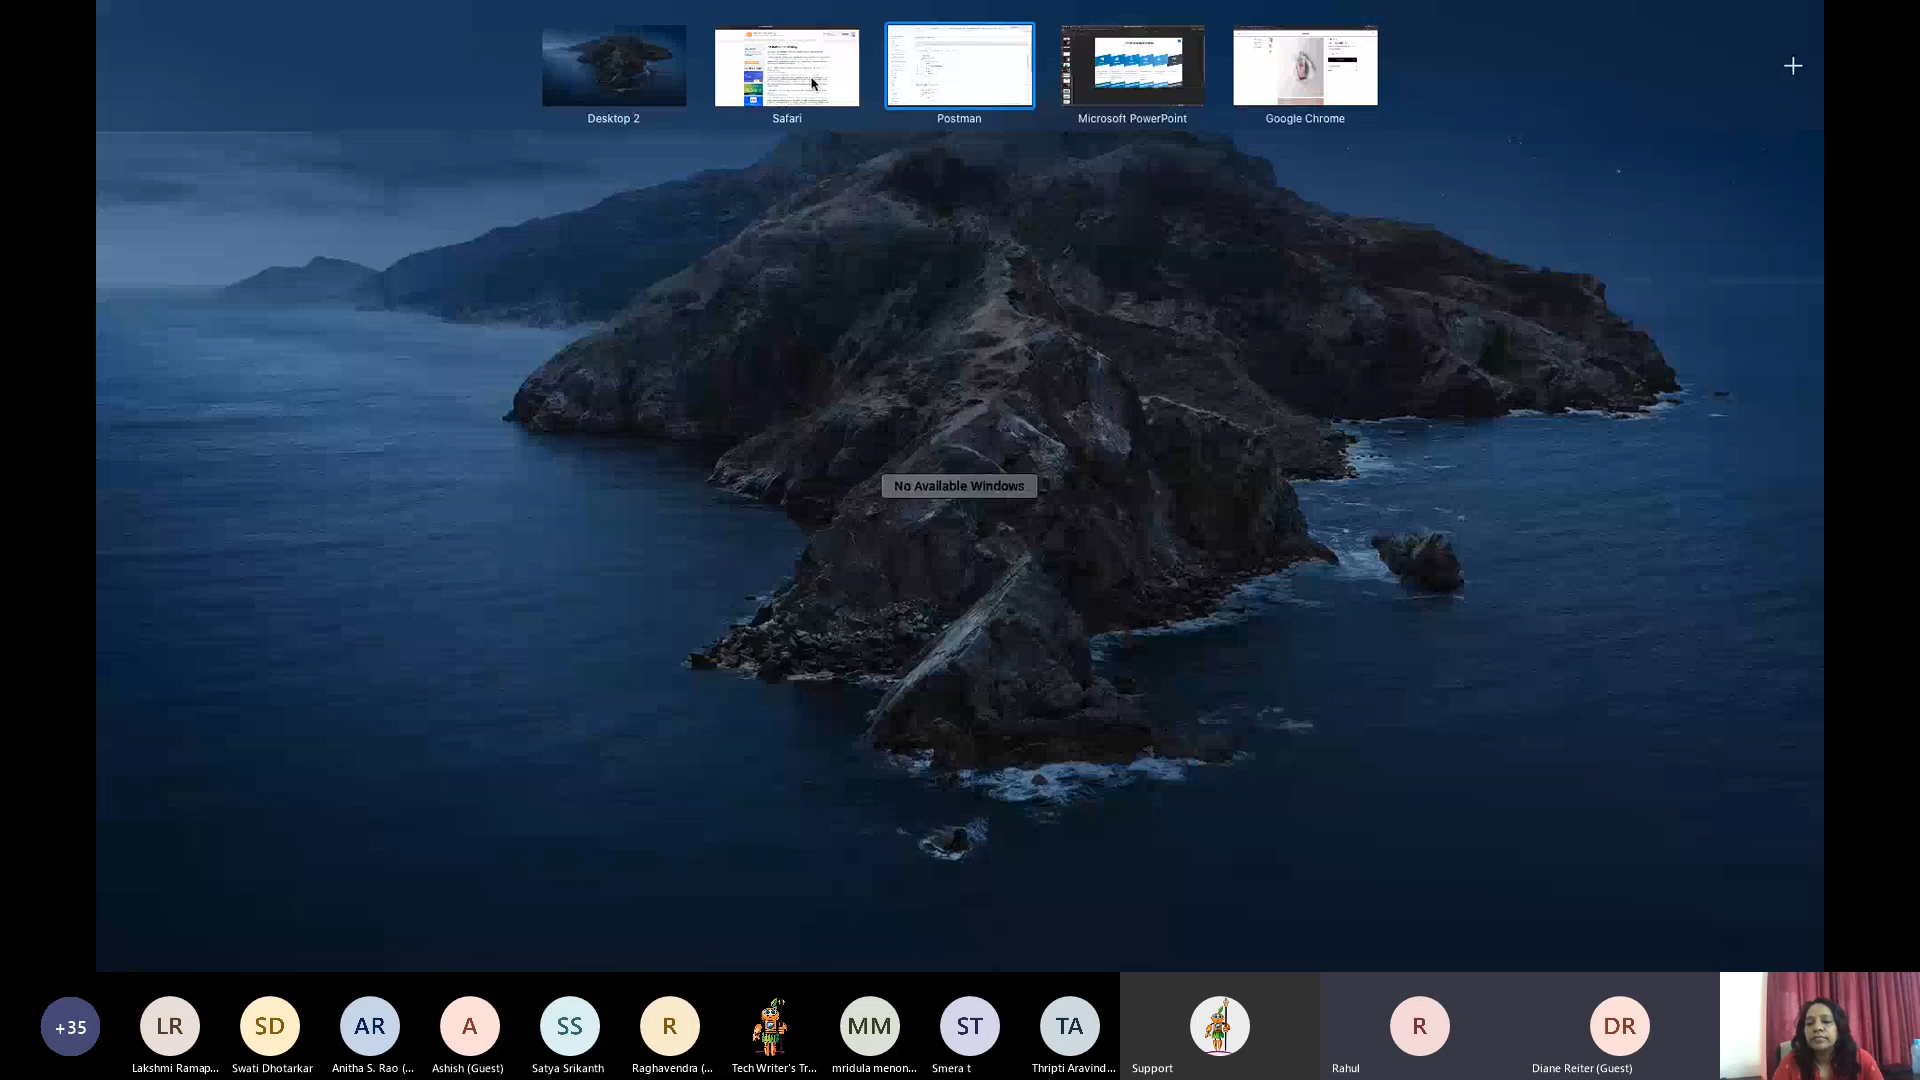 Desktop 2
Safari
Postman
Microsoft PowerPoint
Google Chrome
No Available Windows
+35
LR
SD
AR
A
SS
R
MM
ST
TA
R
DR
Lakshmi Ramap...
Swati Dhotarkar
Anitha S. Rao (...
Ashish (Guest)
Satya Srikanth
Raghavendra (...
Tech Writer's Tr...
mridula menon...
Smera t
Thripti Aravind...
Support
Rahul
Diane Reiter (Guest)